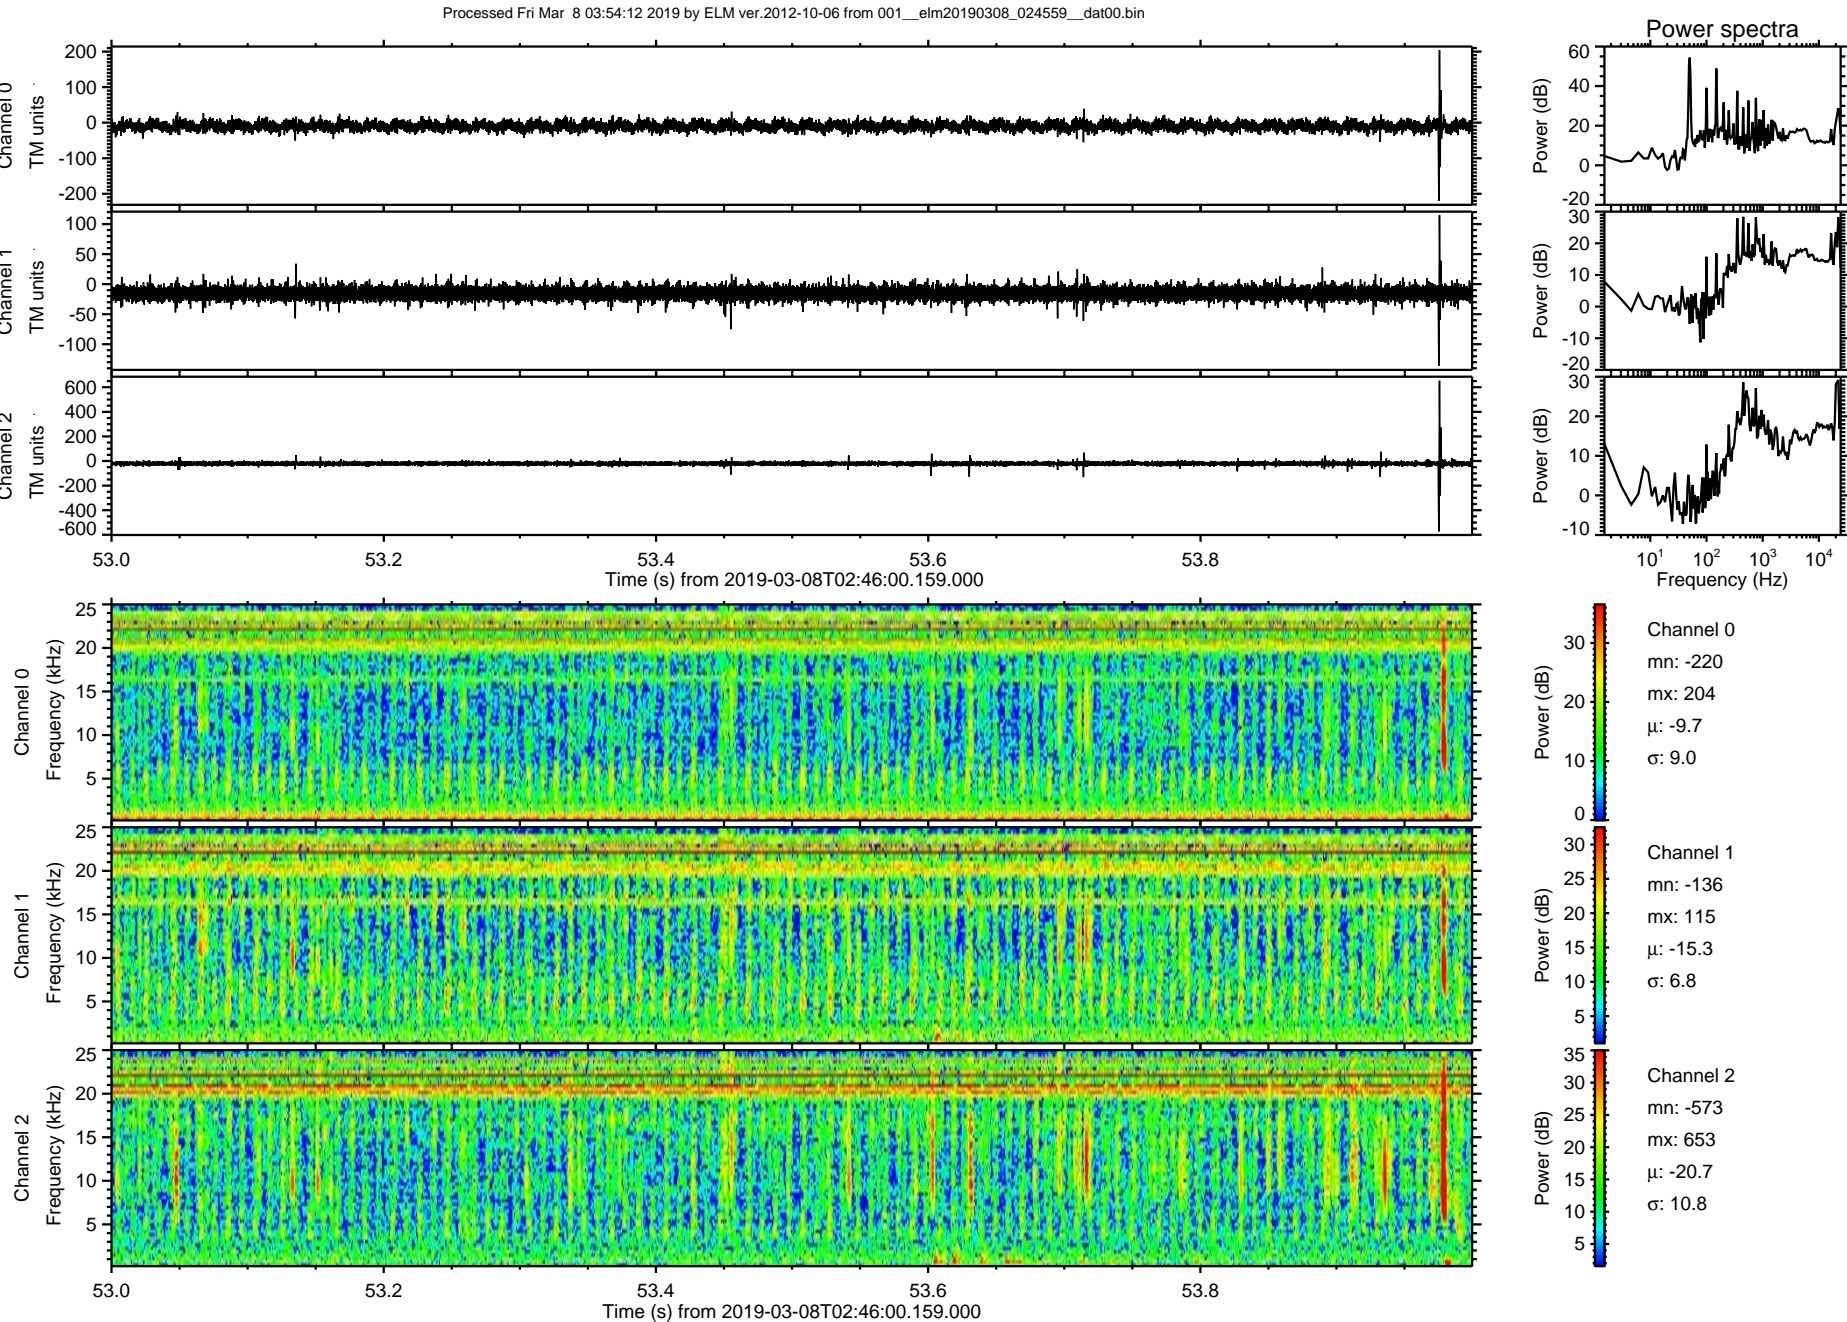 Processed Fri Mar 8 03:54:12 2019 by ELM ver.2012-10-06 from 001__elm20190308_024559__dat00.bin
Power spectra
Channel 0
TM units
200
100
0
-100
-200
Power (dB)
60
40
20
0
-20
Channel 1
TM units
100
50
0
-50
-100
Power (dB)
30
20
10
0
-10
-20
Channel 2
TM units
600
400
200
0
-200
-400
-600
Power (dB)
30
20
10
0
-10
53.0 53.2 53.4 53.6 53.8
Time (s) from 2019-03-08T02:46:00.159.000
10^1 10^2 10^3 10^4
Frequency (Hz)
Channel 0
Frequency (kHz)
25
20
15
10
5
Power (dB)
30
20
10
0
Channel 0
mn: -220
mx: 204
μ: -9.7
σ: 9.0
Channel 1
Frequency (kHz)
25
20
15
10
5
Power (dB)
30
25
20
15
10
5
Channel 1
mn: -136
mx: 115
μ: -15.3
σ: 6.8
Channel 2
Frequency (kHz)
25
20
15
10
5
Power (dB)
35
30
25
20
15
10
5
Channel 2
mn: -573
mx: 653
μ: -20.7
σ: 10.8
53.0 53.2 53.4 53.6 53.8
Time (s) from 2019-03-08T02:46:00.159.000